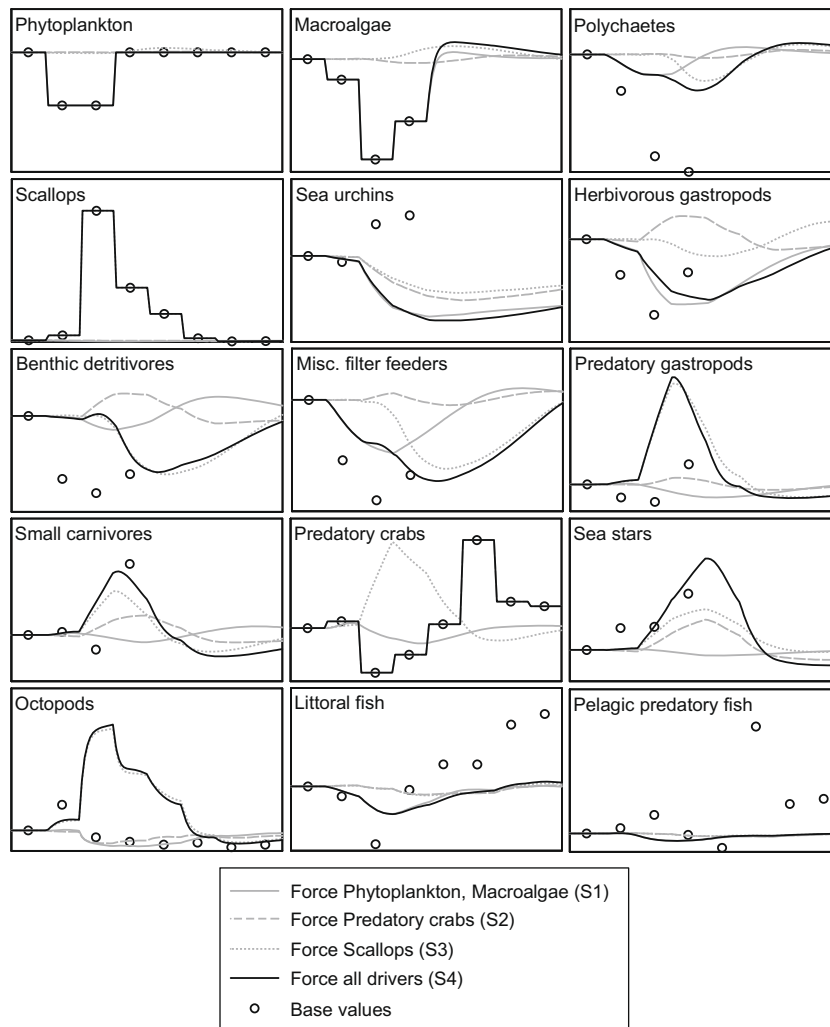 Phytoplankton
Macroalgae
Polychaetes
Scallops
Sea urchins
Herbivorous gastropods
Benthic detritivores
Misc. filter feeders
Predatory gastropods
Small carnivores
Predatory crabs
Sea stars
Octopods
Littoral fish
Pelagic predatory fish
Force Phytoplankton, Macroalgae (S1)
Force Predatory crabs (S2)
Force Scallops (S3)
Force all drivers (S4)
Base values